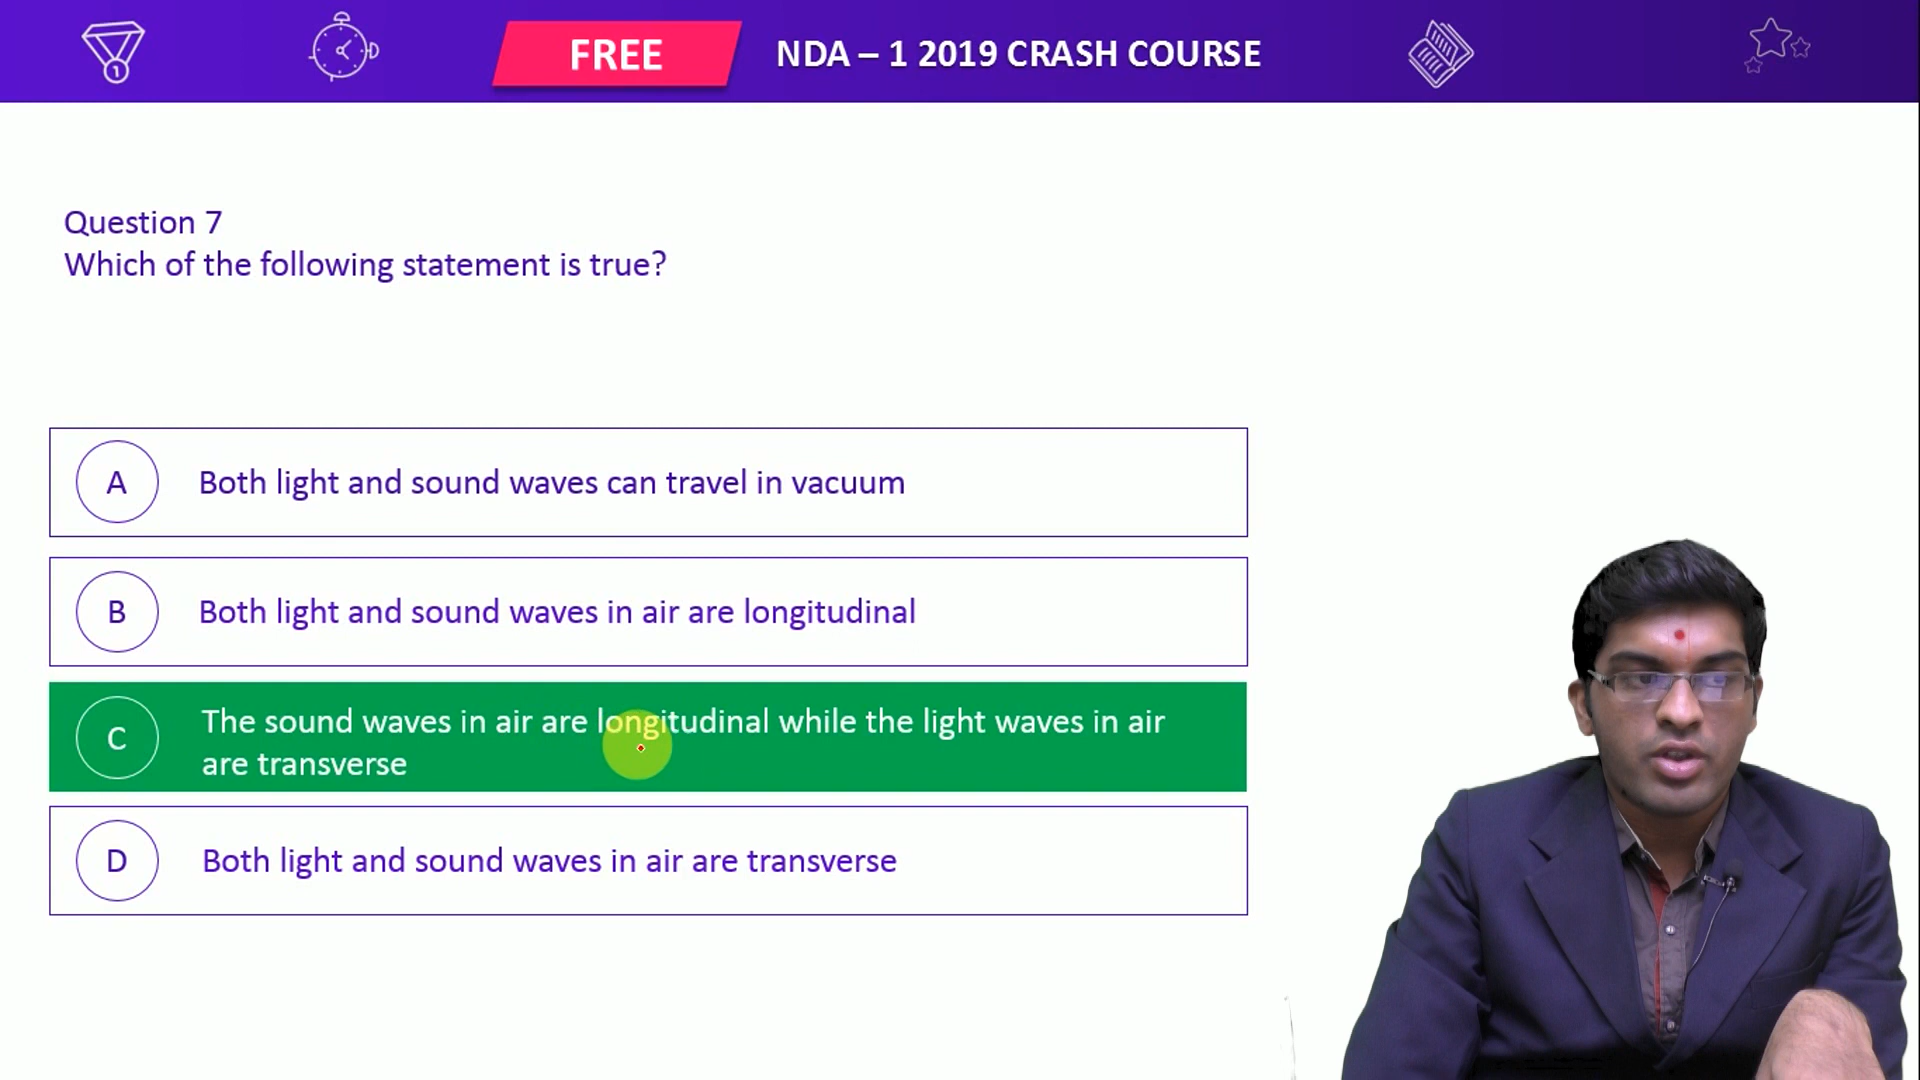 FREE
NDA – 1 2019 CRASH COURSE
1
Question 7
Which of the following statement is true?
A
Both light and sound waves can travel in vacuum
B
Both light and sound waves in air are longitudinal
C
The sound waves in air are longitudinal while the light waves in air
are transverse
D
Both light and sound waves in air are transverse